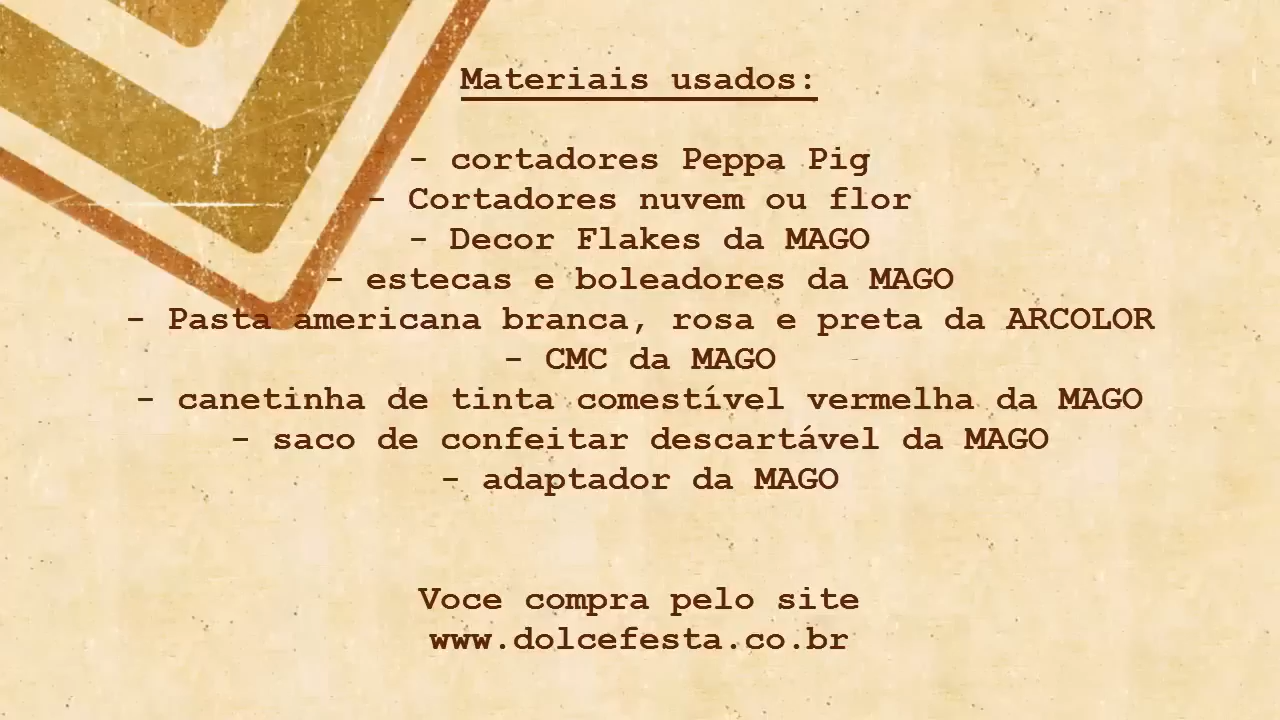 Materiais usados:
- cortadores Peppa Pig
- Cortadores nuvem ou flor
- Decor Flakes da MAGO
- estecas e boleadores da MAGO
- Pasta americana branca, rosa e preta da ARCOLOR
- CMC da MAGO
- canetinha de tinta comestível vermelha da MAGO
- saco de confeitar descartável da MAGO
- adaptador da MAGO
Voce compra pelo site
www.dolcefesta.co.br